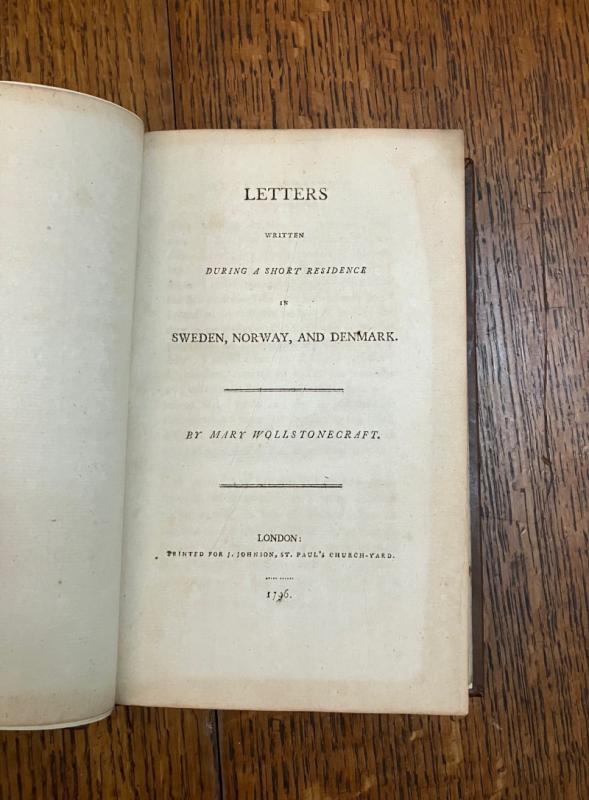 LETTERS
WRITTEN
DURING A SHORT RESIDENCE
IN
SWEDEN, NORWAY, AND DENMARK.
BY MARY WOLLSTONECRAFT.
LONDON:
PRINTED FOR J. JOHNSON, ST. PAUL'S CHURCH-YARD.
1796.